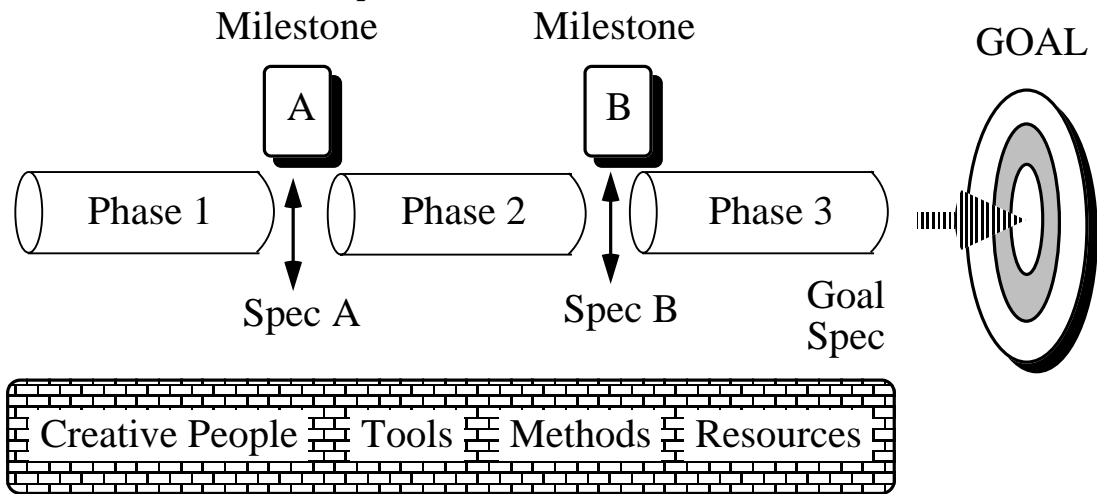 Milestone Milestone
GOAL
A B
Phase 1 Phase 2 Phase 3
Spec A Spec B Goal
Spec
Creative People Tools Methods Resources